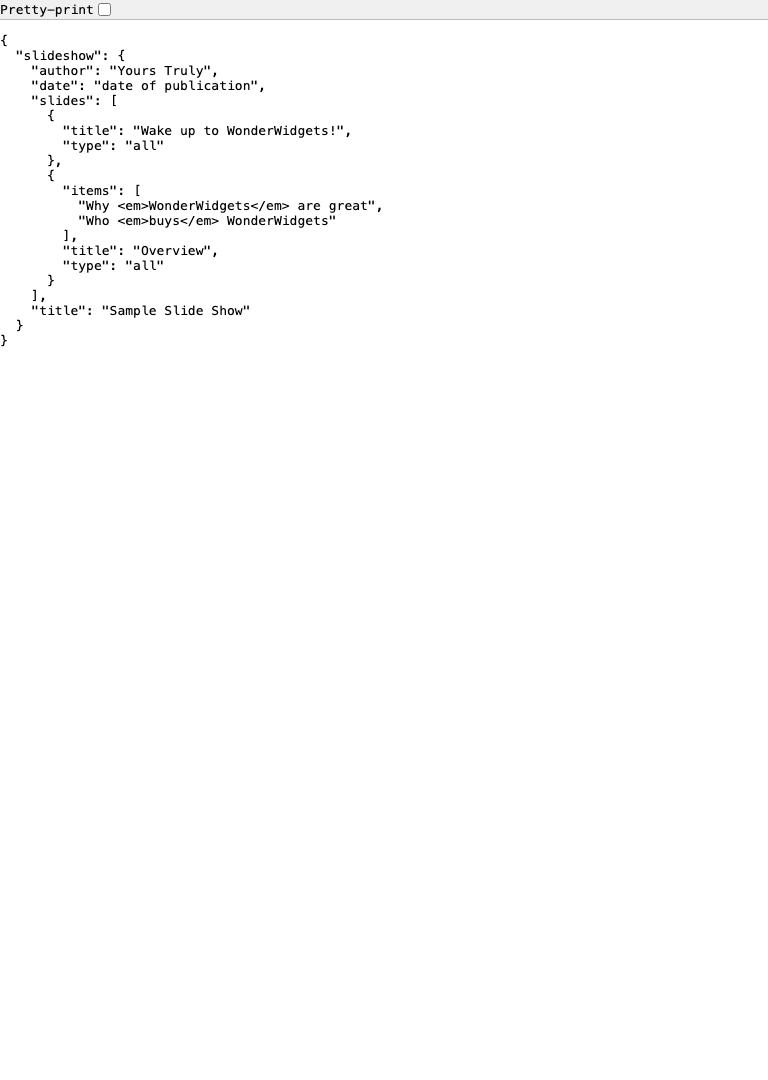 Pretty-print
{
  "slideshow": {
    "author": "Yours Truly",
    "date": "date of publication",
    "slides": [
      {
        "title": "Wake up to WonderWidgets!",
        "type": "all"
      },
      {
        "items": [
          "Why <em>WonderWidgets</em> are great",
          "Who <em>buys</em> WonderWidgets"
        ],
        "title": "Overview",
        "type": "all"
      }
    ],
    "title": "Sample Slide Show"
  }
}